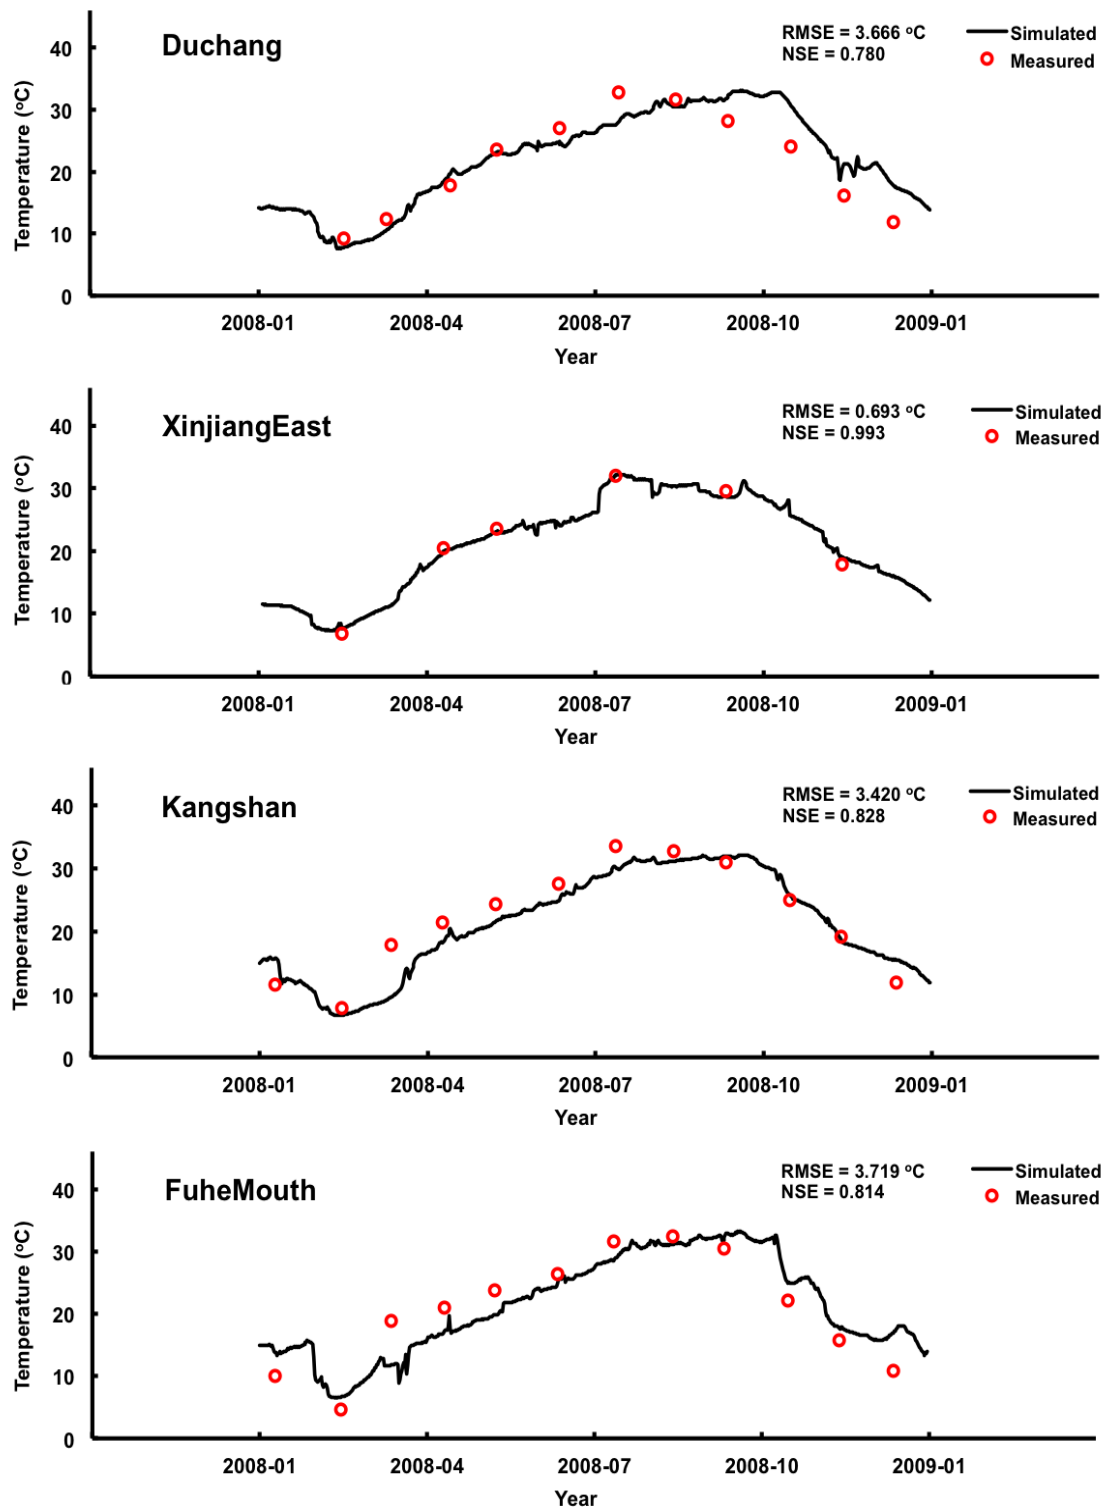 Duchang
RMSE = 3.666 °C
NSE = 0.780
Simulated
Measured
Temperature (°C)
40
30
20
10
0
2008-01 2008-04 2008-07 2008-10 2009-01
Year
XinjiangEast
RMSE = 0.693 °C
NSE = 0.993
Simulated
Measured
Temperature (°C)
40
30
20
10
0
2008-01 2008-04 2008-07 2008-10 2009-01
Year
Kangshan
RMSE = 3.420 °C
NSE = 0.828
Simulated
Measured
Temperature (°C)
40
30
20
10
0
2008-01 2008-04 2008-07 2008-10 2009-01
Year
FuheMouth
RMSE = 3.719 °C
NSE = 0.814
Simulated
Measured
Temperature (°C)
40
30
20
10
0
2008-01 2008-04 2008-07 2008-10 2009-01
Year